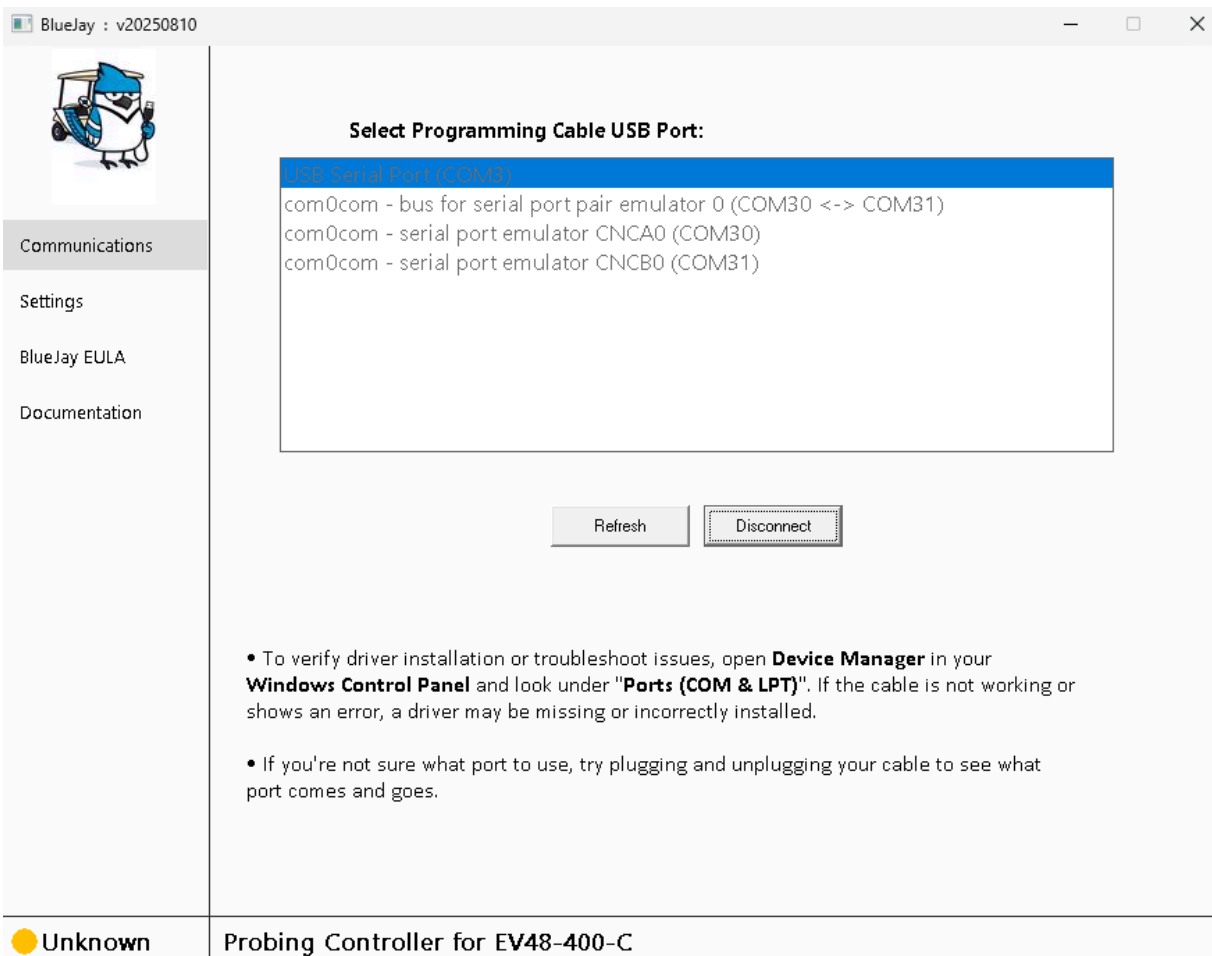 BlueJay : v20250810
Select Programming Cable USB Port:
USB Serial Port (COM3)
com0com - bus for serial port pair emulator 0 (COM30 <-> COM31)
com0com - serial port emulator CNCA0 (COM30)
com0com - serial port emulator CNCB0 (COM31)
Communications
Settings
BlueJay EULA
Documentation
Refresh
Disconnect
• To verify driver installation or troubleshoot issues, open Device Manager in your
Windows Control Panel and look under "Ports (COM & LPT)". If the cable is not working or
shows an error, a driver may be missing or incorrectly installed.
• If you're not sure what port to use, try plugging and unplugging your cable to see what
port comes and goes.
Unknown
Probing Controller for EV48-400-C